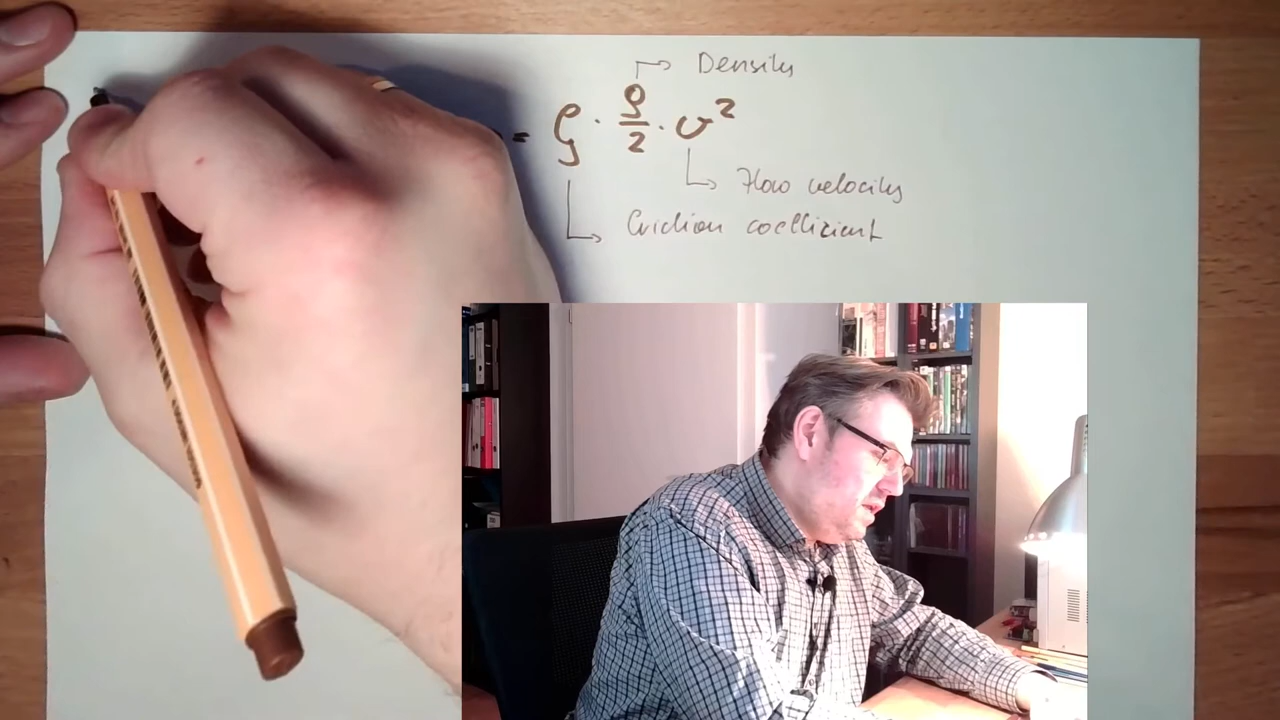 Density
= ζ · ρ/2 · v²
Flow velocity
friction coefficient